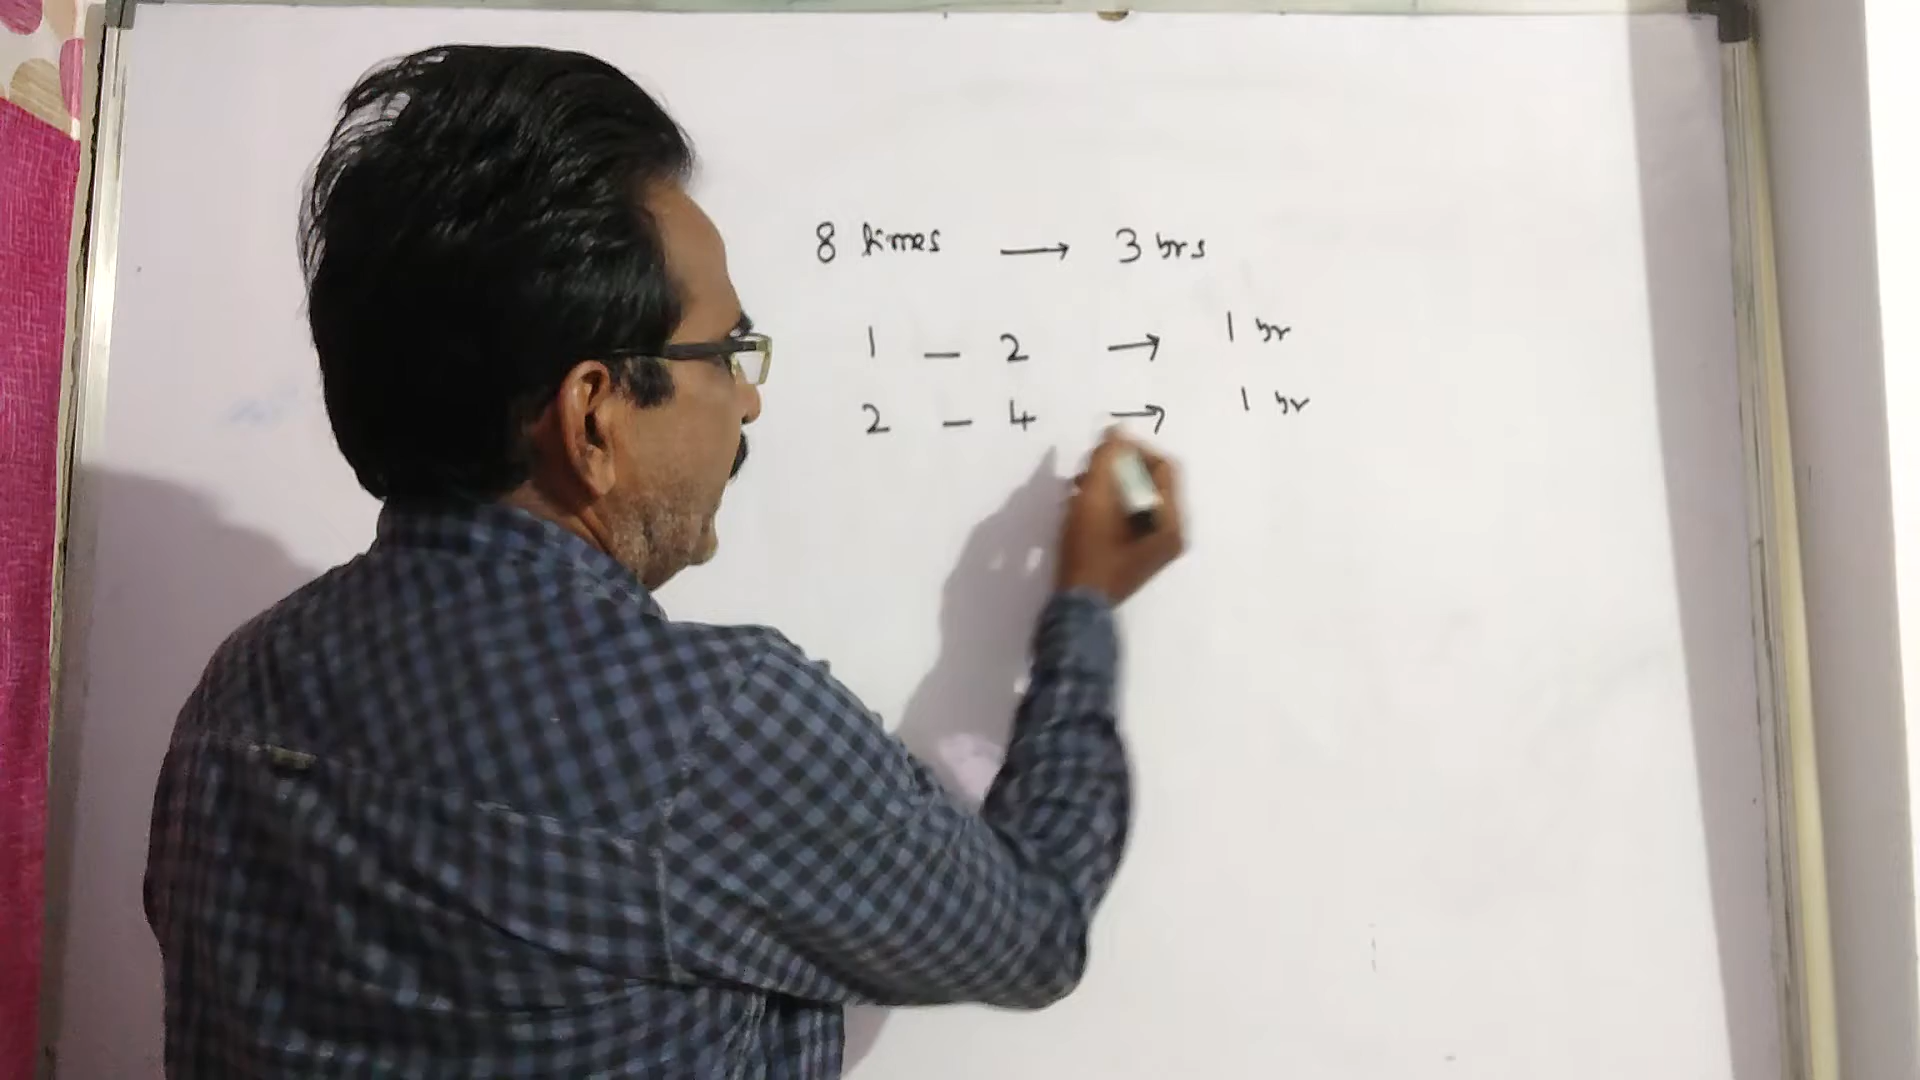 8 times → 3 hrs
1 – 2 → 1 hr
2 – 4 → 1 hr